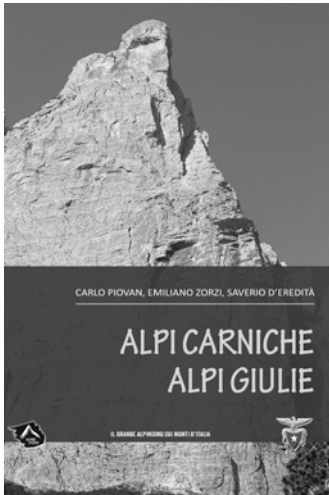 CARLO PIOVAN, EMILIANO ZORZI, SAVERIO D'EREDITÀ
ALPI CARNICHE
ALPI GIULIE
IL GRANDE ALPINISMO SUI MONTI D'ITALIA